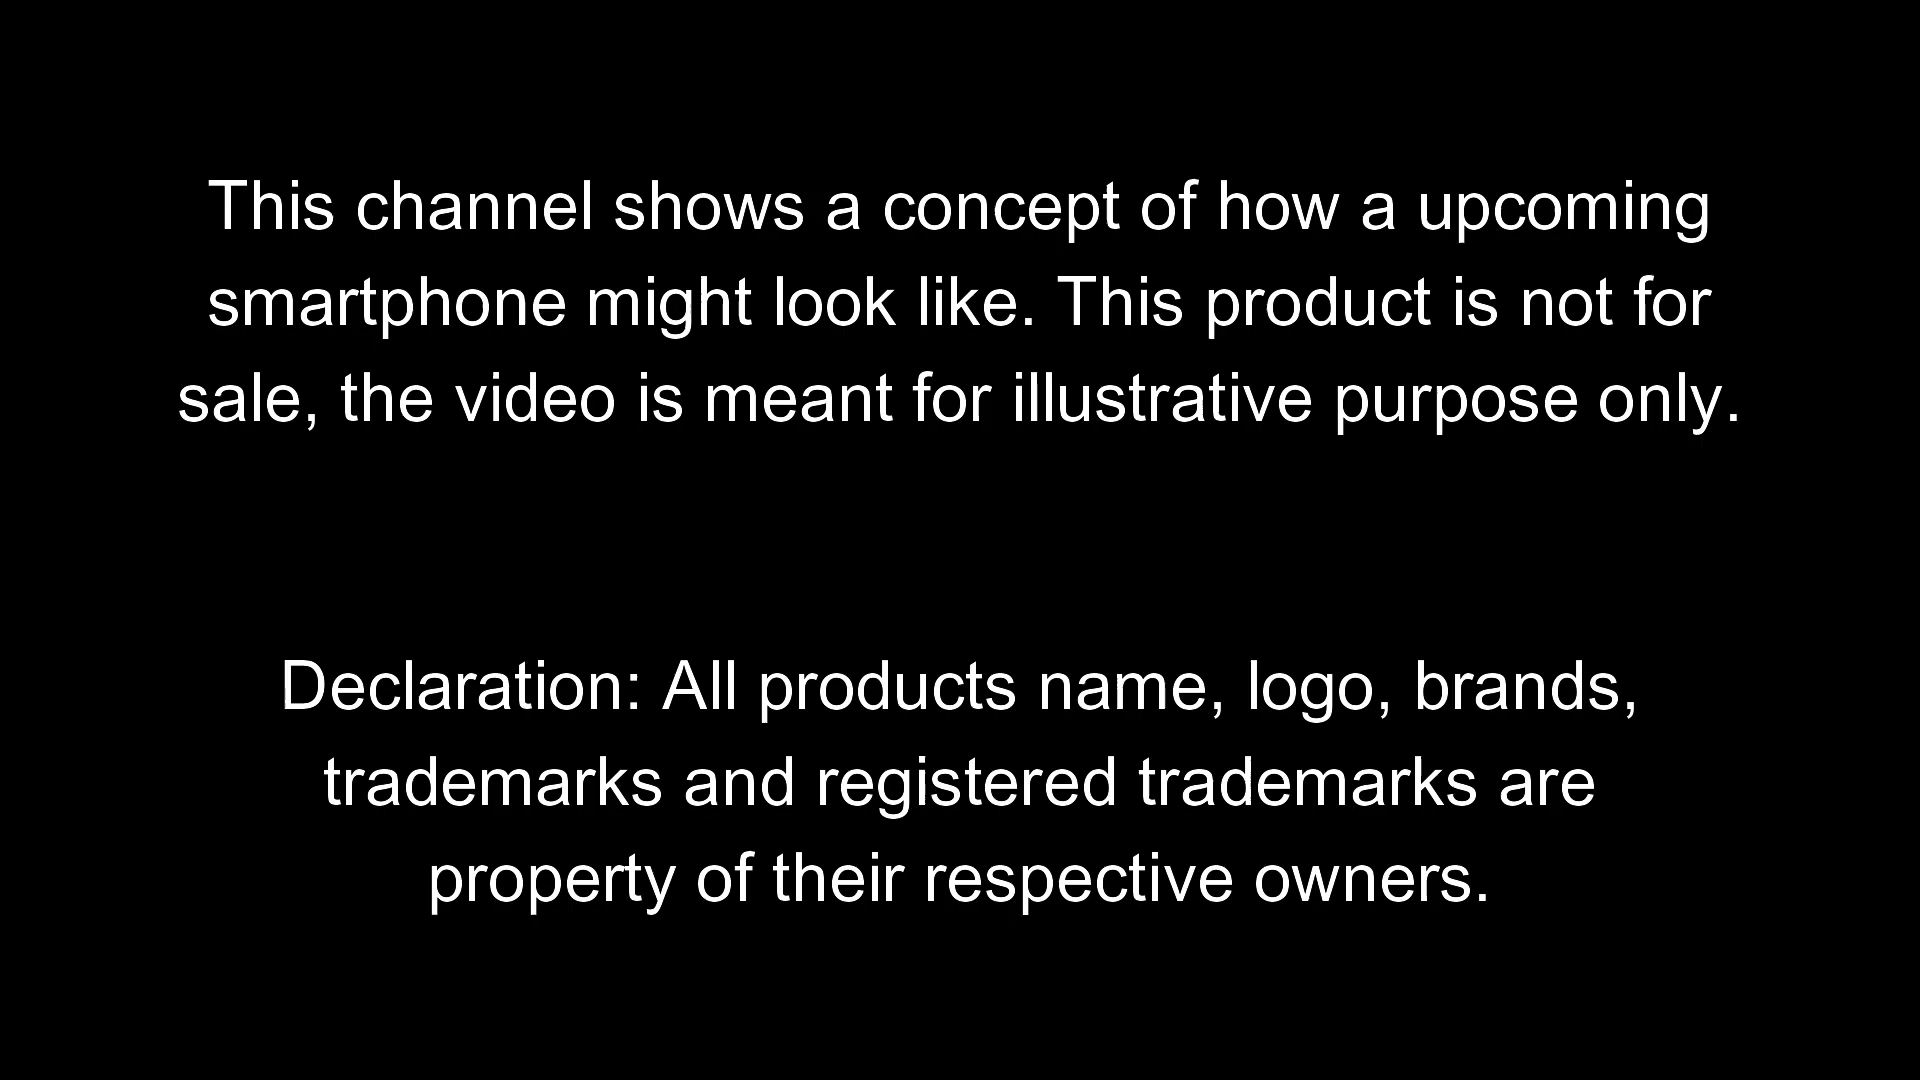 This channel shows a concept of how a upcoming
smartphone might look like. This product is not for
sale, the video is meant for illustrative purpose only.
Declaration: All products name, logo, brands,
trademarks and registered trademarks are
property of their respective owners.